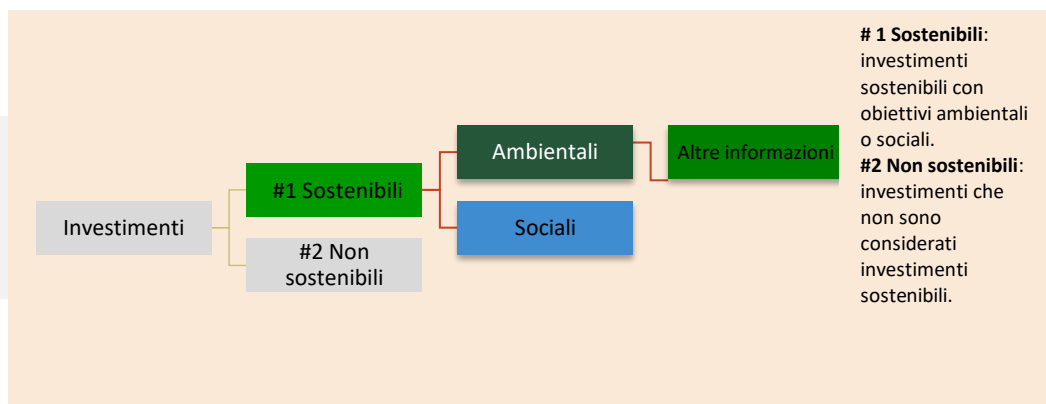 Investimenti
#1 Sostenibili
#2 Non
sostenibili
Ambientali
Sociali
Altre informazioni
# 1 Sostenibili:
investimenti
sostenibili con
obiettivi ambientali
o sociali.
#2 Non sostenibili:
investimenti che
non sono
considerati
investimenti
sostenibili.